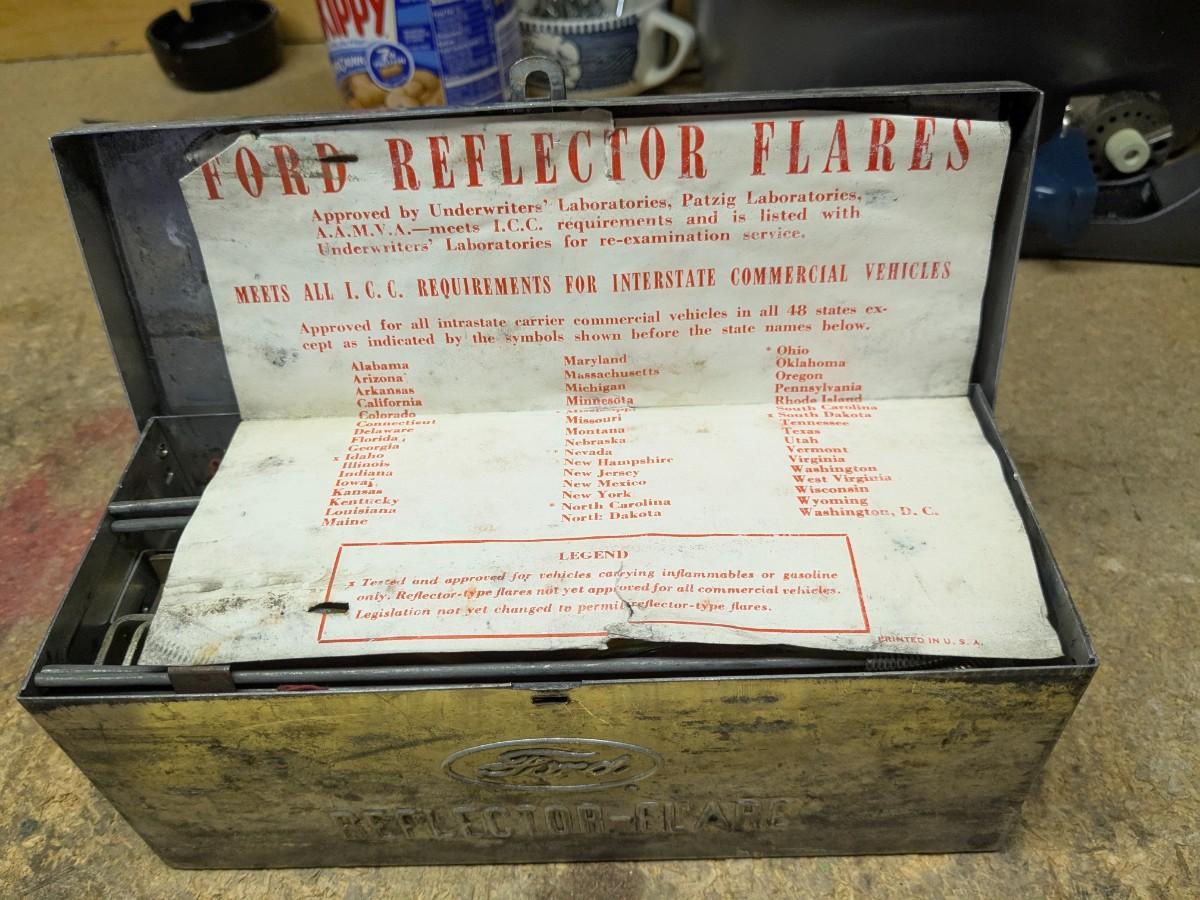 FORD REFLECTOR FLARES
Approved by Underwriters' Laboratories, Patzig Laboratories,
A.A.M.V.A.—meets I.C.C. requirements and is listed with
Underwriters' Laboratories for re-examination service.
MEETS ALL I. C. C. REQUIREMENTS FOR INTERSTATE COMMERCIAL VEHICLES
Approved for all intrastate carrier commercial vehicles in all 48 states ex-
cept as indicated by the symbols shown before the state names below.
Alabama
Arizona
Arkansas
California
Colorado
Connecticut
Delaware
Florida
Georgia
x Idaho
Illinois
Indiana
Iowa
Kansas
Kentucky
Louisiana
Maine
Maryland
Massachusetts
Michigan
Minnesota
Mississippi
Missouri
Montana
Nebraska
Nevada
New Hampshire
New Jersey
New Mexico
New York
* North Carolina
North Dakota
* Ohio
Oklahoma
Oregon
Pennsylvania
Rhode Island
South Carolina
x South Dakota
Tennessee
Texas
Utah
Vermont
Virginia
Washington
West Virginia
Wisconsin
Wyoming
Washington, D. C.
LEGEND
x Tested and approved for vehicles carrying inflammables or gasoline
only. Reflector-type flares not yet approved for all commercial vehicles.
Legislation not yet changed to permit reflector-type flares.
PRINTED IN U. S. A.
Ford
REFLECTOR-FLARE